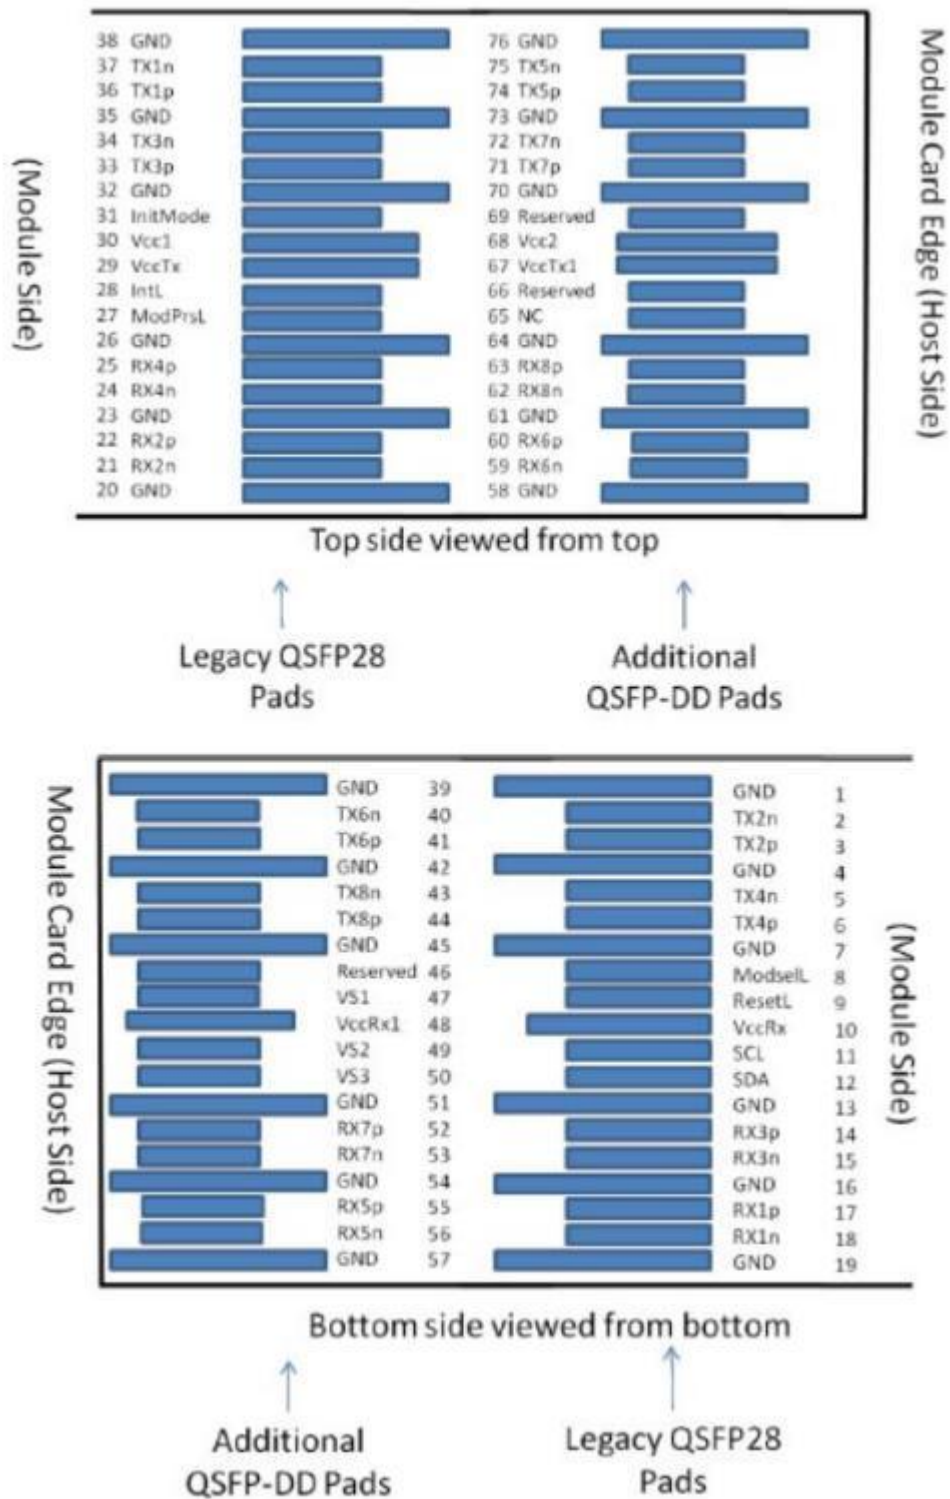 38 GND 76 GND
37 TX1n 75 TX5n
36 TX1p 74 TX5p
35 GND 73 GND
34 TX3n 72 TX7n
33 TX3p 71 TX7p
32 GND 70 GND
31 InitMode 69 Reserved
30 Vcc1 68 Vcc2
29 VccTx 67 VccTx1
28 IntL 66 Reserved
27 ModPrsL 65 NC
26 GND 64 GND
25 RX4p 63 RX8p
24 RX4n 62 RX8n
23 GND 61 GND
22 RX2p 60 RX6p
21 RX2n 59 RX6n
20 GND 58 GND
(Module Side)
Module Card Edge (Host Side)
Top side viewed from top
Legacy QSFP28
Pads
Additional
QSFP-DD Pads
Module Card Edge (Host Side)
GND 39 GND 1
TX6n 40 TX2n 2
TX6p 41 TX2p 3
GND 42 GND 4
TX8n 43 TX4n 5
TX8p 44 TX4p 6
GND 45 GND 7
Reserved 46 ModselL 8
VS1 47 ResetL 9
VccRx1 48 VccRx 10
VS2 49 SCL 11
VS3 50 SDA 12
GND 51 GND 13
RX7p 52 RX3p 14
RX7n 53 RX3n 15
GND 54 GND 16
RX5p 55 RX1p 17
RX5n 56 RX1n 18
GND 57 GND 19
(Module Side)
Bottom side viewed from bottom
Additional
QSFP-DD Pads
Legacy QSFP28
Pads